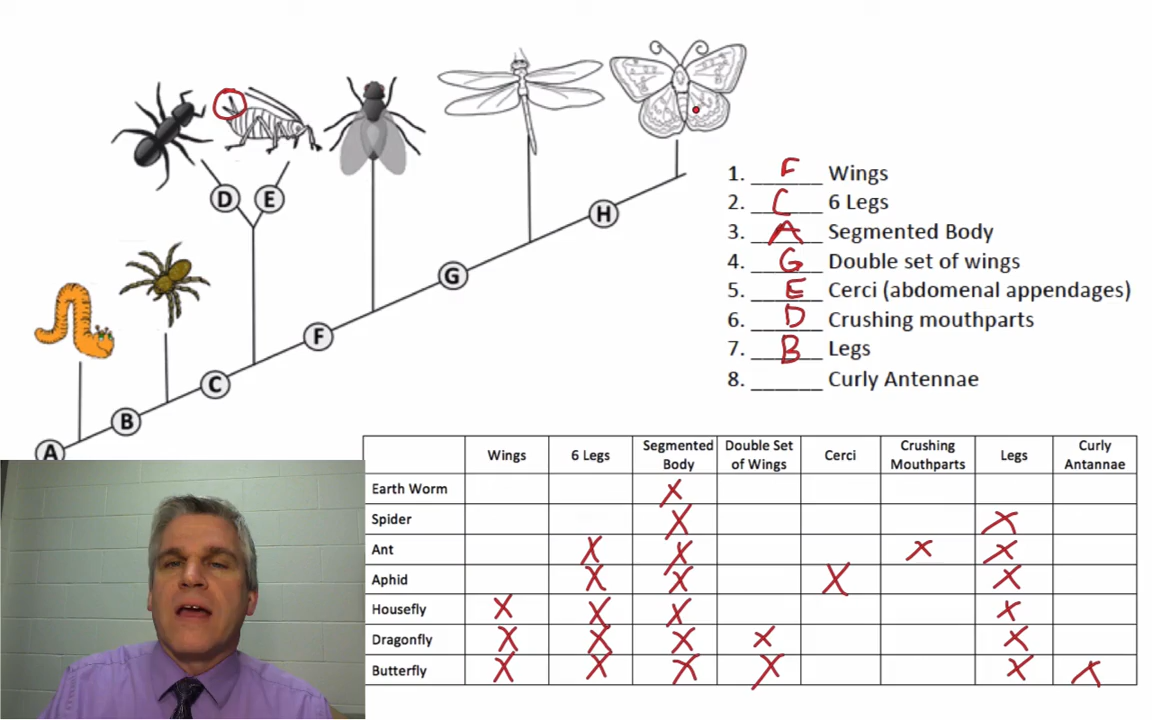 D E
H
1. F Wings
2. C 6 Legs
3. A Segmented Body
4. G Double set of wings
5. E Cerci (abdomenal appendages)
6. D Crushing mouthparts
7. B Legs
8. ______ Curly Antennae
G
F
C
B
A
Wings 6 Legs Segmented Body Double Set of Wings Cerci Crushing Mouthparts Legs Curly Antannae
Earth Worm X
Spider X X
Ant X X X X
Aphid X X X X
Housefly X X X X
Dragonfly X X X X X
Butterfly X X X X X X